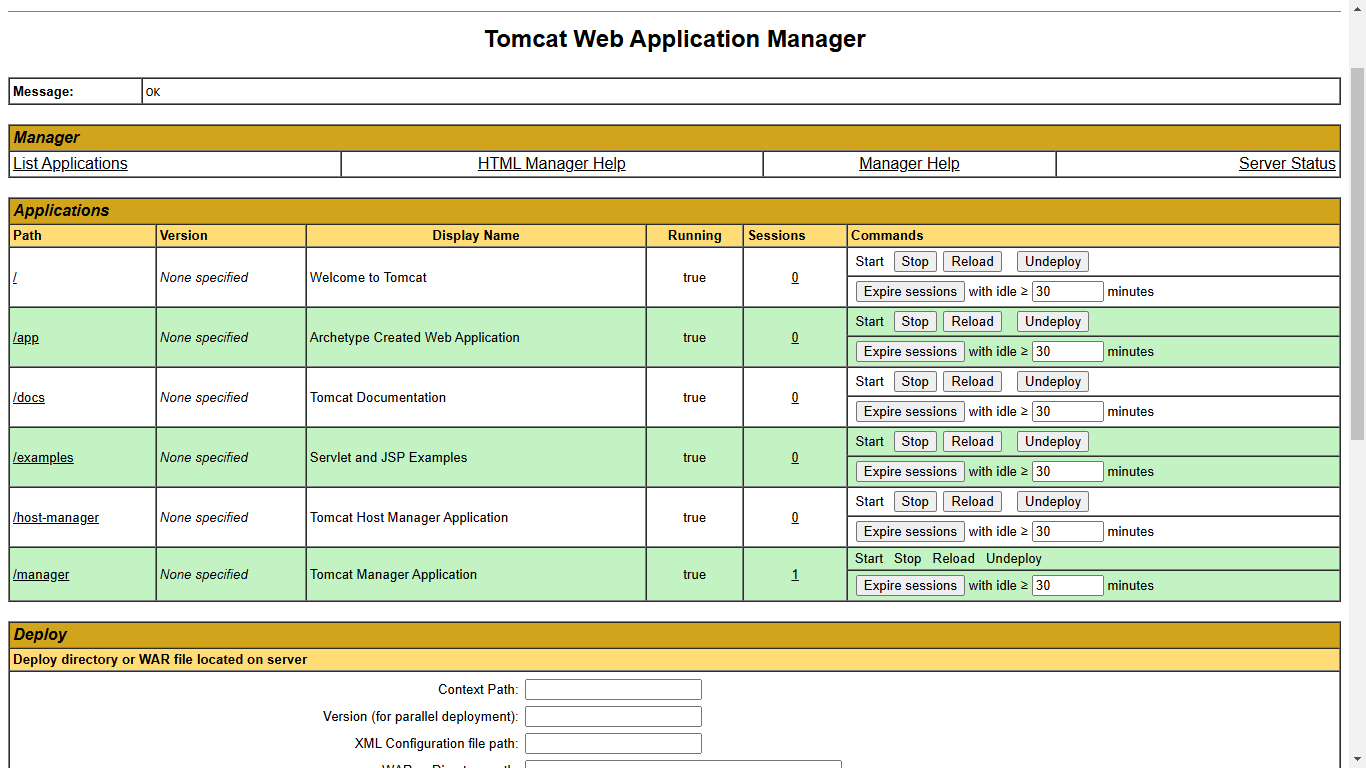 Tomcat Web Application Manager
Message: OK
Manager
List Applications HTML Manager Help Manager Help Server Status
Applications
Path Version Display Name Running Sessions Commands
/ None specified Welcome to Tomcat true 0 Start Stop Reload Undeploy
Expire sessions with idle ≥ 30 minutes
/app None specified Archetype Created Web Application true 0 Start Stop Reload Undeploy
Expire sessions with idle ≥ 30 minutes
/docs None specified Tomcat Documentation true 0 Start Stop Reload Undeploy
Expire sessions with idle ≥ 30 minutes
/examples None specified Servlet and JSP Examples true 0 Start Stop Reload Undeploy
Expire sessions with idle ≥ 30 minutes
/host-manager None specified Tomcat Host Manager Application true 0 Start Stop Reload Undeploy
Expire sessions with idle ≥ 30 minutes
/manager None specified Tomcat Manager Application true 1 Start Stop Reload Undeploy
Expire sessions with idle ≥ 30 minutes
Deploy
Deploy directory or WAR file located on server
Context Path:
Version (for parallel deployment):
XML Configuration file path: